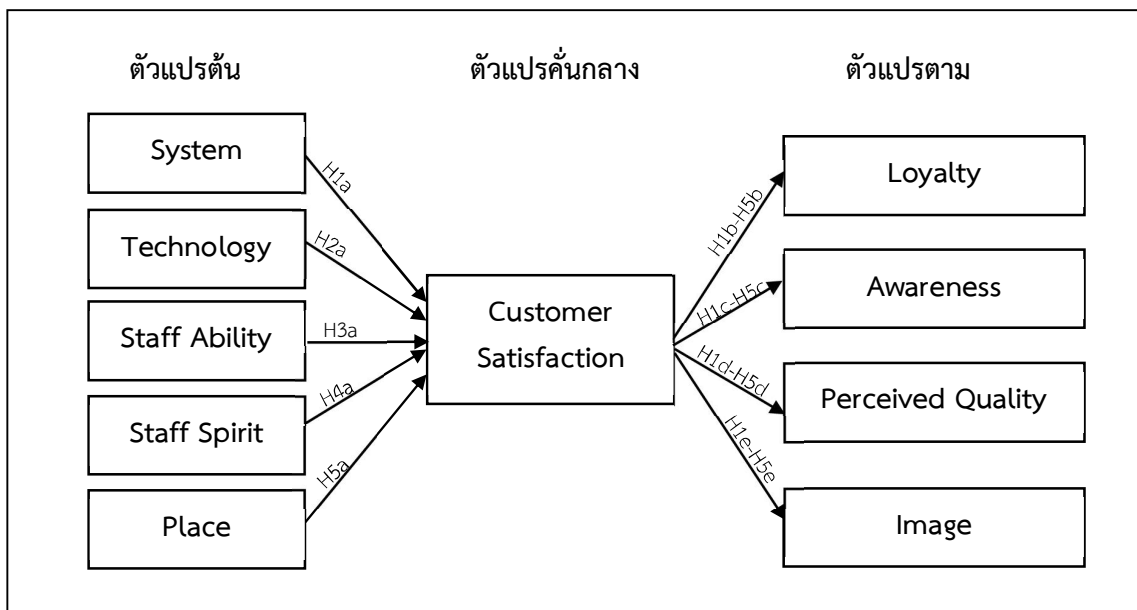 ตัวแปรต้น
ตัวแปรคั่นกลาง
ตัวแปรตาม
System
Technology
Staff Ability
Staff Spirit
Place
H1a
H2a
H3a
H4a
H5a
Customer
Satisfaction
H1b-H5b
H1c-H5c
H1d-H5d
H1e-H5e
Loyalty
Awareness
Perceived Quality
Image